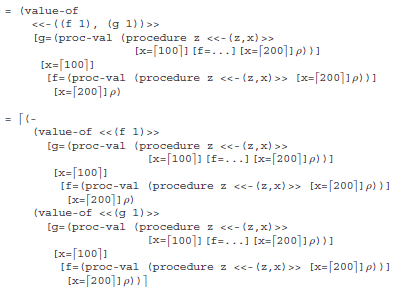 = (value-of
<<-((f 1), (g 1))>>
[g=(proc-val (procedure z <<-(z,x)>>
[x=⌈100⌉][f=...][x=⌈200⌉]ρ))]
[x=⌈100⌉]
[f=(proc-val (procedure z <<-(z,x)>> [x=⌈200⌉]ρ))]
[x=⌈200⌉]ρ)
= ⌈(-
(value-of <<(f 1)>>
[g=(proc-val (procedure z <<-(z,x)>>
[x=⌈100⌉][f=...][x=⌈200⌉]ρ))]
[x=⌈100⌉]
[f=(proc-val (procedure z <<-(z,x)>> [x=⌈200⌉]ρ))]
[x=⌈200⌉]ρ)
(value-of <<(g 1)>>
[g=(proc-val (procedure z <<-(z,x)>>
[x=⌈100⌉][f=...][x=⌈200⌉]ρ))]
[x=⌈100⌉]
[f=(proc-val (procedure z <<-(z,x)>> [x=⌈200⌉]ρ))]
[x=⌈200⌉]ρ))⌉